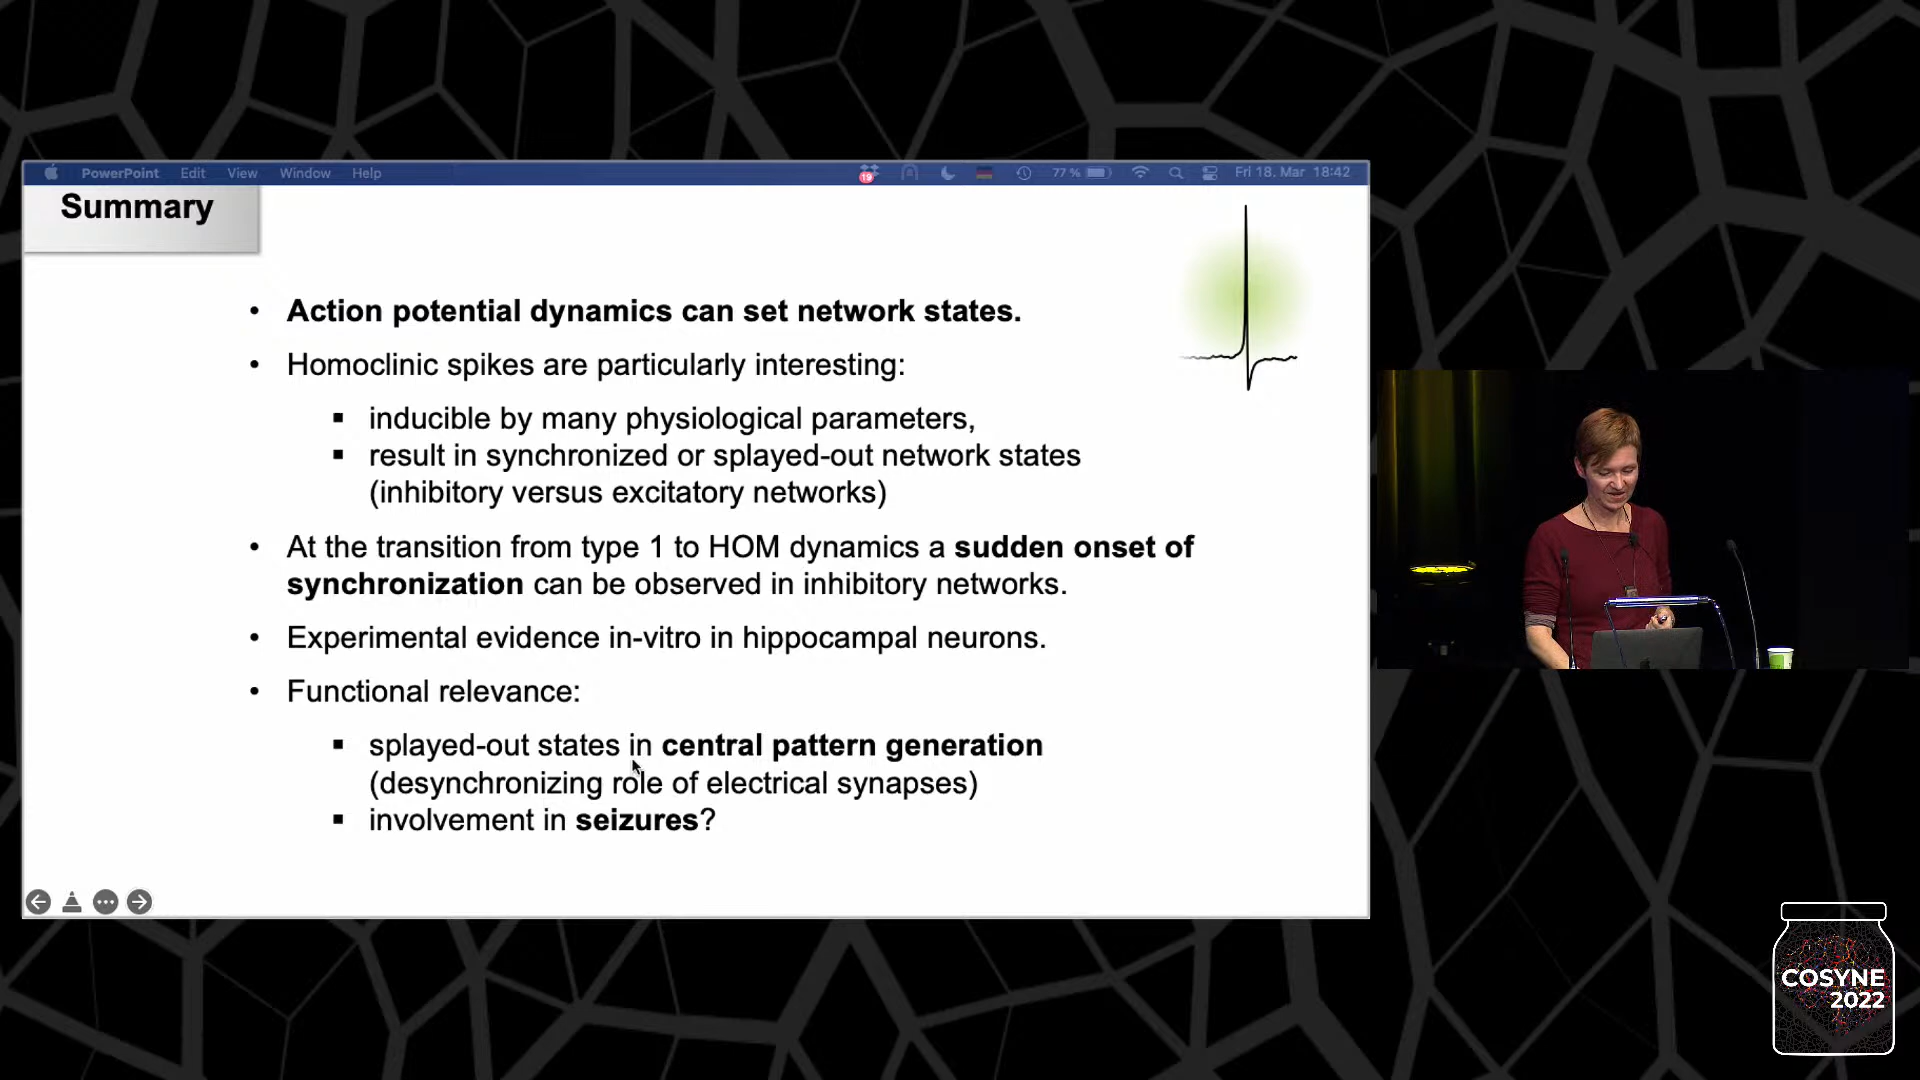 PowerPoint Edit View Window Help 19 77 % Fri 18. Mar 18:42
Summary
• Action potential dynamics can set network states.
• Homoclinic spikes are particularly interesting:
▪ inducible by many physiological parameters,
▪ result in synchronized or splayed-out network states
(inhibitory versus excitatory networks)
• At the transition from type 1 to HOM dynamics a sudden onset of
synchronization can be observed in inhibitory networks.
• Experimental evidence in-vitro in hippocampal neurons.
• Functional relevance:
▪ splayed-out states in central pattern generation
(desynchronizing role of electrical synapses)
▪ involvement in seizures?
COSYNE
2022